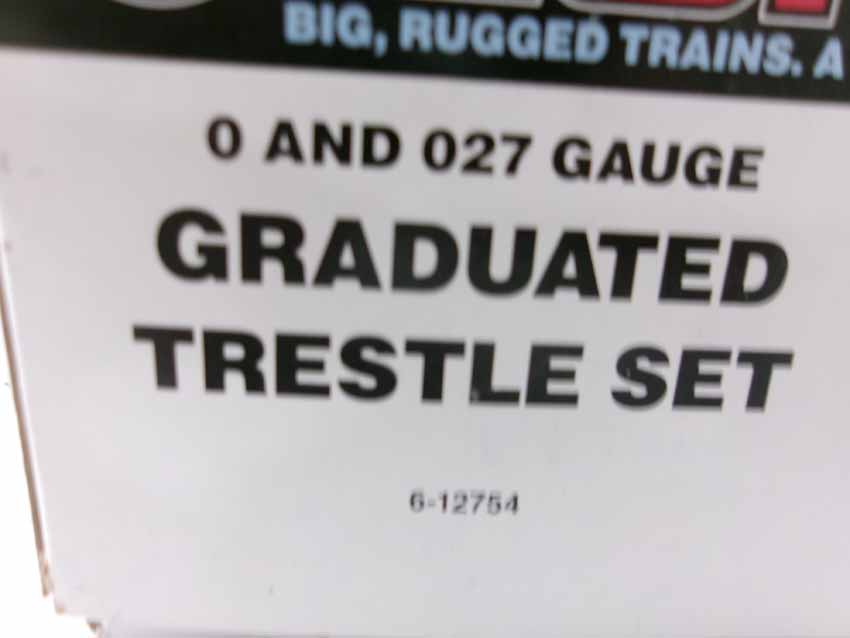 BIG, RUGGED TRAINS. A
0 AND 027 GAUGE
GRADUATED
TRESTLE SET
6-12754